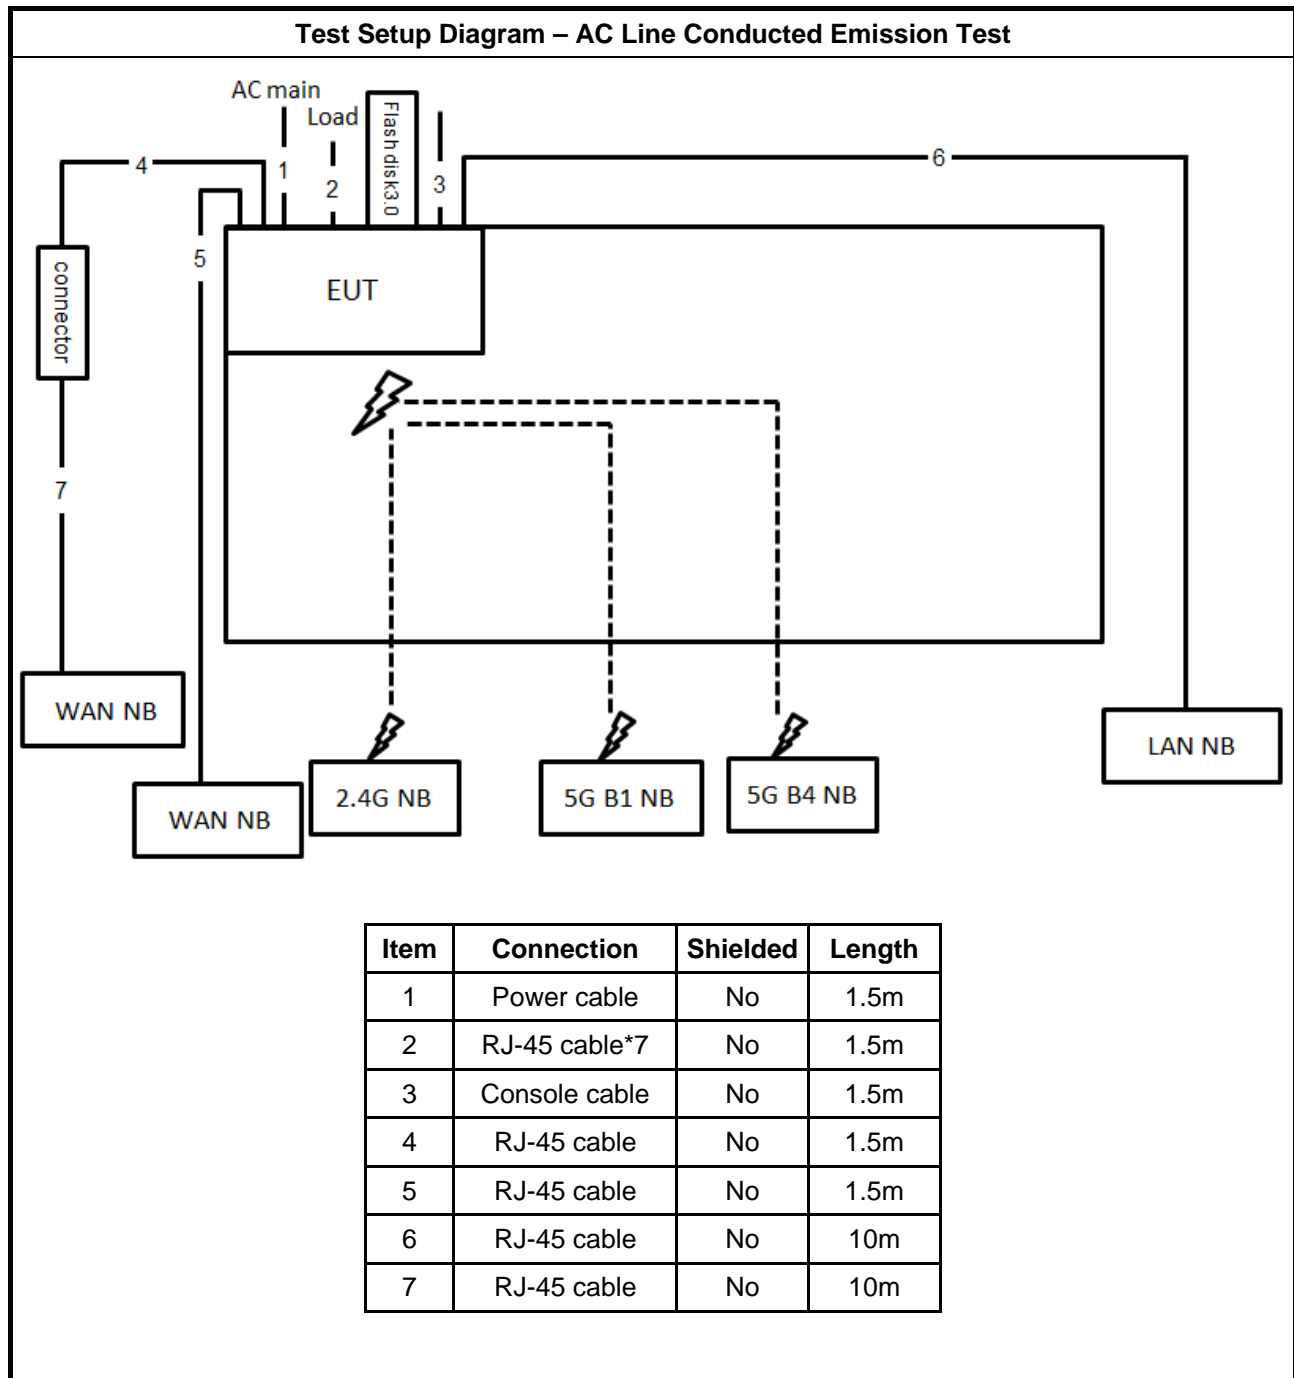 Test Setup Diagram – AC Line Conducted Emission Test
AC main
Load
Flash disk3.0
4
1
2
3
6
5
connector
EUT
7
WAN NB
WAN NB
2.4G NB
5G B1 NB
5G B4 NB
LAN NB
Item Connection Shielded Length
1 Power cable No 1.5m
2 RJ-45 cable*7 No 1.5m
3 Console cable No 1.5m
4 RJ-45 cable No 1.5m
5 RJ-45 cable No 1.5m
6 RJ-45 cable No 10m
7 RJ-45 cable No 10m